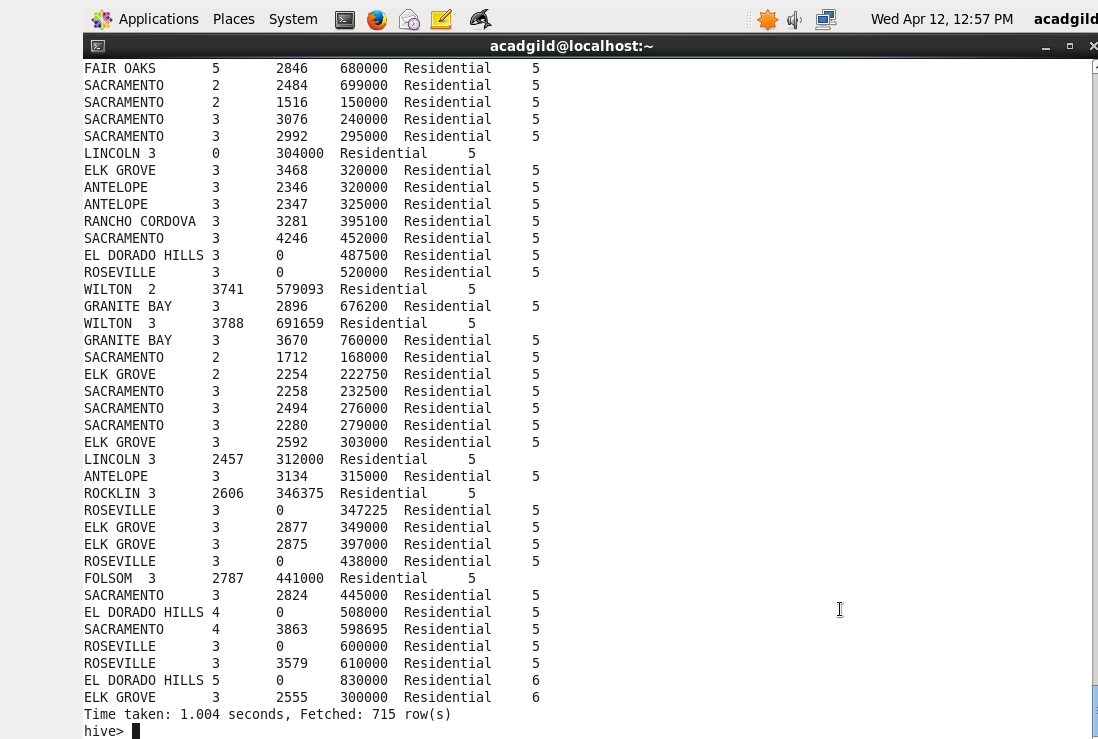 Applications Places System Wed Apr 12, 12:57 PM acadgild
acadgild@localhost:~
FAIR OAKS 5 2846 680000 Residential 5
SACRAMENTO 2 2484 699000 Residential 5
SACRAMENTO 2 1516 150000 Residential 5
SACRAMENTO 3 3076 240000 Residential 5
SACRAMENTO 3 2992 295000 Residential 5
LINCOLN 3 0 304000 Residential 5
ELK GROVE 3 3468 320000 Residential 5
ANTELOPE 3 2346 320000 Residential 5
ANTELOPE 3 2347 325000 Residential 5
RANCHO CORDOVA 3 3281 395100 Residential 5
SACRAMENTO 3 4246 452000 Residential 5
EL DORADO HILLS 3 0 487500 Residential 5
ROSEVILLE 3 0 520000 Residential 5
WILTON 2 3741 579093 Residential 5
GRANITE BAY 3 2896 676200 Residential 5
WILTON 3 3788 691659 Residential 5
GRANITE BAY 3 3670 760000 Residential 5
SACRAMENTO 2 1712 168000 Residential 5
ELK GROVE 2 2254 222750 Residential 5
SACRAMENTO 3 2258 232500 Residential 5
SACRAMENTO 3 2494 276000 Residential 5
SACRAMENTO 3 2280 279000 Residential 5
ELK GROVE 3 2592 303000 Residential 5
LINCOLN 3 2457 312000 Residential 5
ANTELOPE 3 3134 315000 Residential 5
ROCKLIN 3 2606 346375 Residential 5
ROSEVILLE 3 0 347225 Residential 5
ELK GROVE 3 2877 349000 Residential 5
ELK GROVE 3 2875 397000 Residential 5
ROSEVILLE 3 0 438000 Residential 5
FOLSOM 3 2787 441000 Residential 5
SACRAMENTO 3 2824 445000 Residential 5
EL DORADO HILLS 4 0 508000 Residential 5
SACRAMENTO 4 3863 598695 Residential 5
ROSEVILLE 3 0 600000 Residential 5
ROSEVILLE 3 3579 610000 Residential 5
EL DORADO HILLS 5 0 830000 Residential 6
ELK GROVE 3 2555 300000 Residential 6
Time taken: 1.004 seconds, Fetched: 715 row(s)
hive>